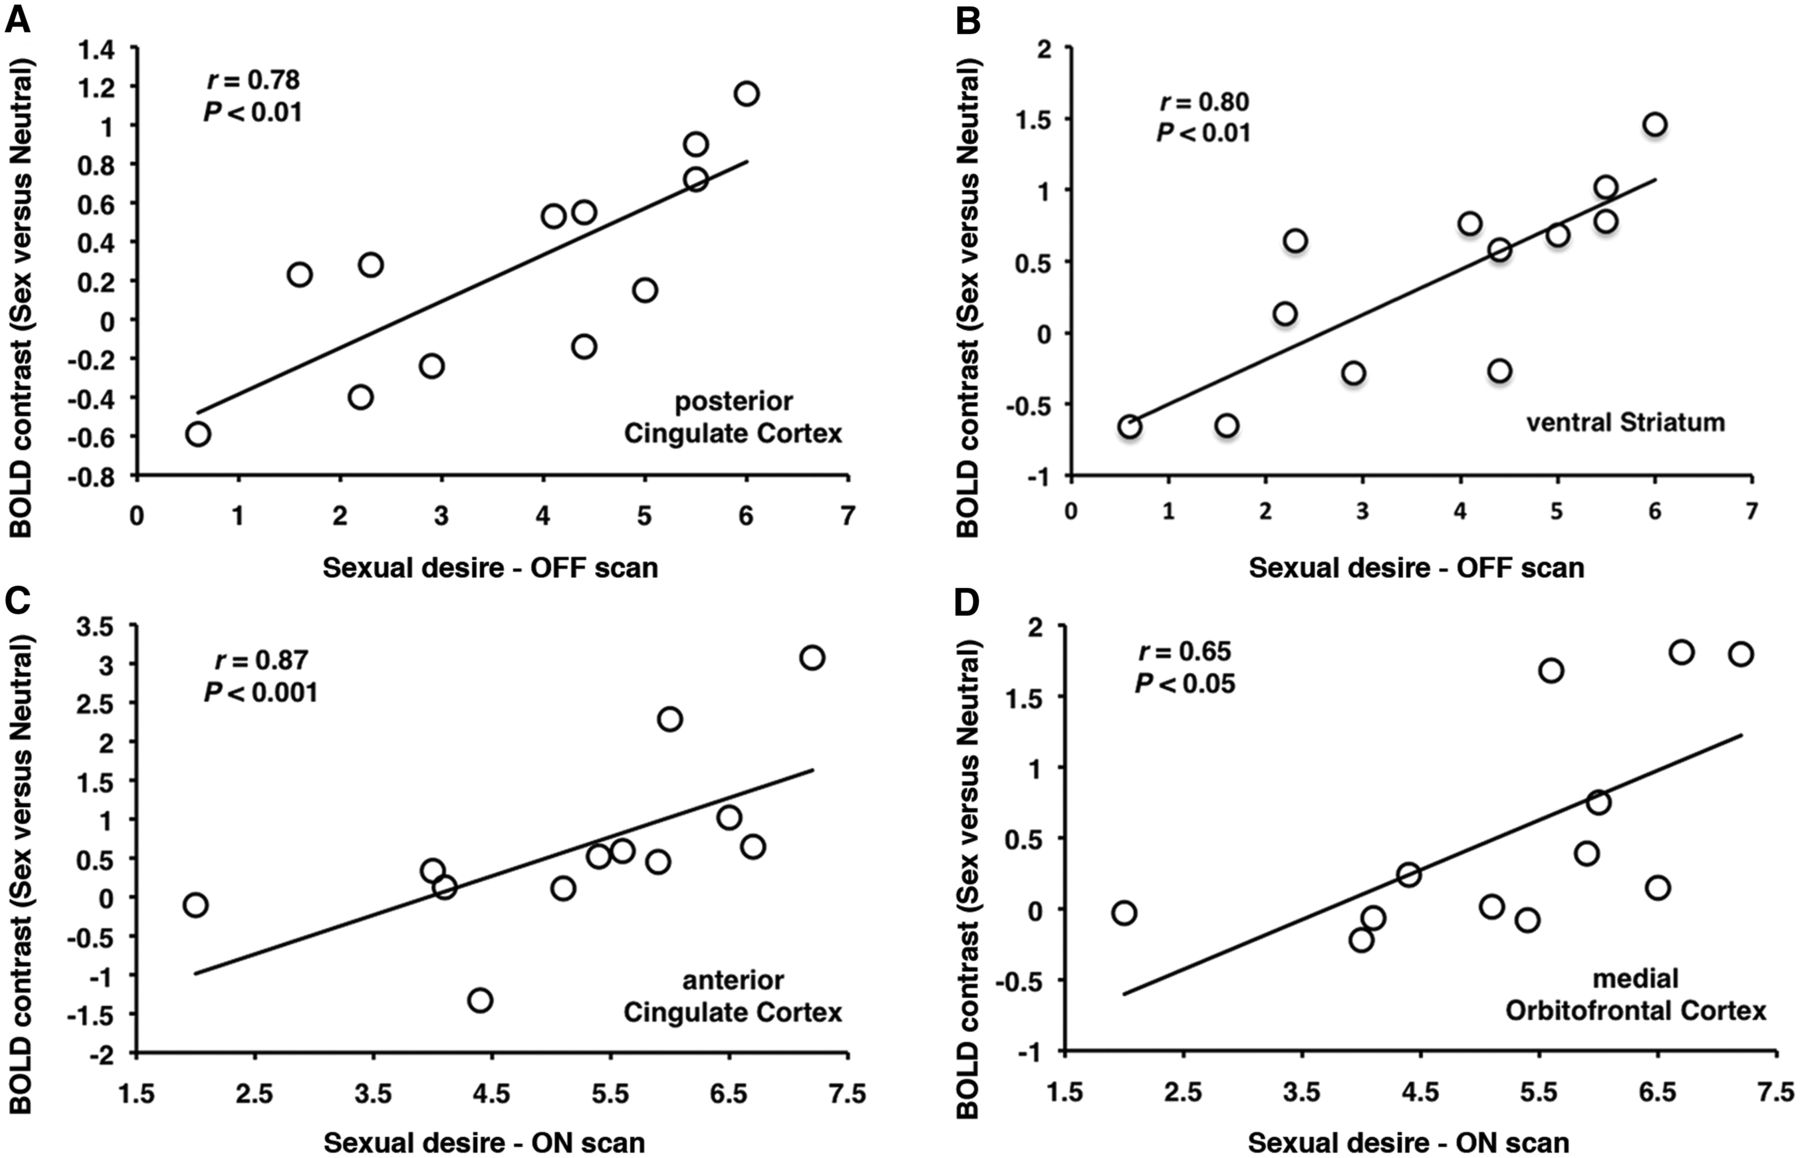 A
BOLD contrast (Sex versus Neutral)
1.4
1.2
1
0.8
0.6
0.4
0.2
0
-0.2
-0.4
-0.6
-0.8
r = 0.78
P < 0.01
posterior
Cingulate Cortex
0 1 2 3 4 5 6 7
Sexual desire - OFF scan
B
BOLD contrast (Sex versus Neutral)
2
1.5
1
0.5
0
-0.5
-1
r = 0.80
P < 0.01
ventral Striatum
0 1 2 3 4 5 6 7
Sexual desire - OFF scan
C
BOLD contrast (Sex versus Neutral)
3.5
3
2.5
2
1.5
1
0.5
0
-0.5
-1
-1.5
-2
r = 0.87
P < 0.001
anterior
Cingulate Cortex
1.5 2.5 3.5 4.5 5.5 6.5 7.5
Sexual desire - ON scan
D
BOLD contrast (Sex versus Neutral)
2
1.5
1
0.5
0
-0.5
-1
r = 0.65
P < 0.05
medial
Orbitofrontal Cortex
1.5 2.5 3.5 4.5 5.5 6.5 7.5
Sexual desire - ON scan